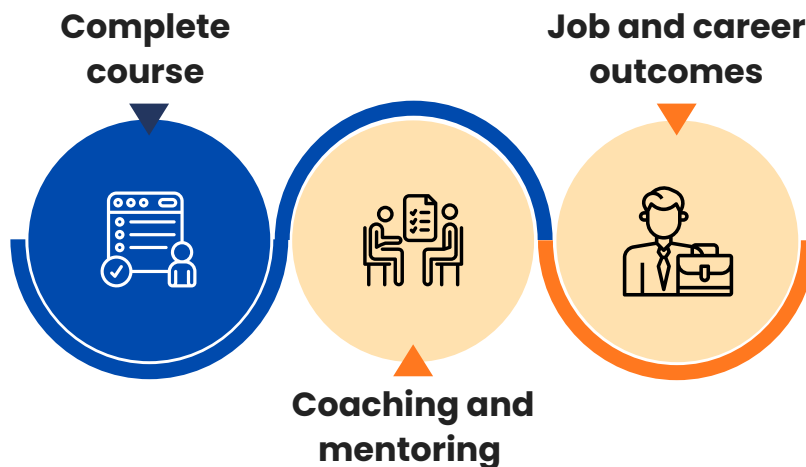 Complete
course
Job and career
outcomes
Coaching and
mentoring